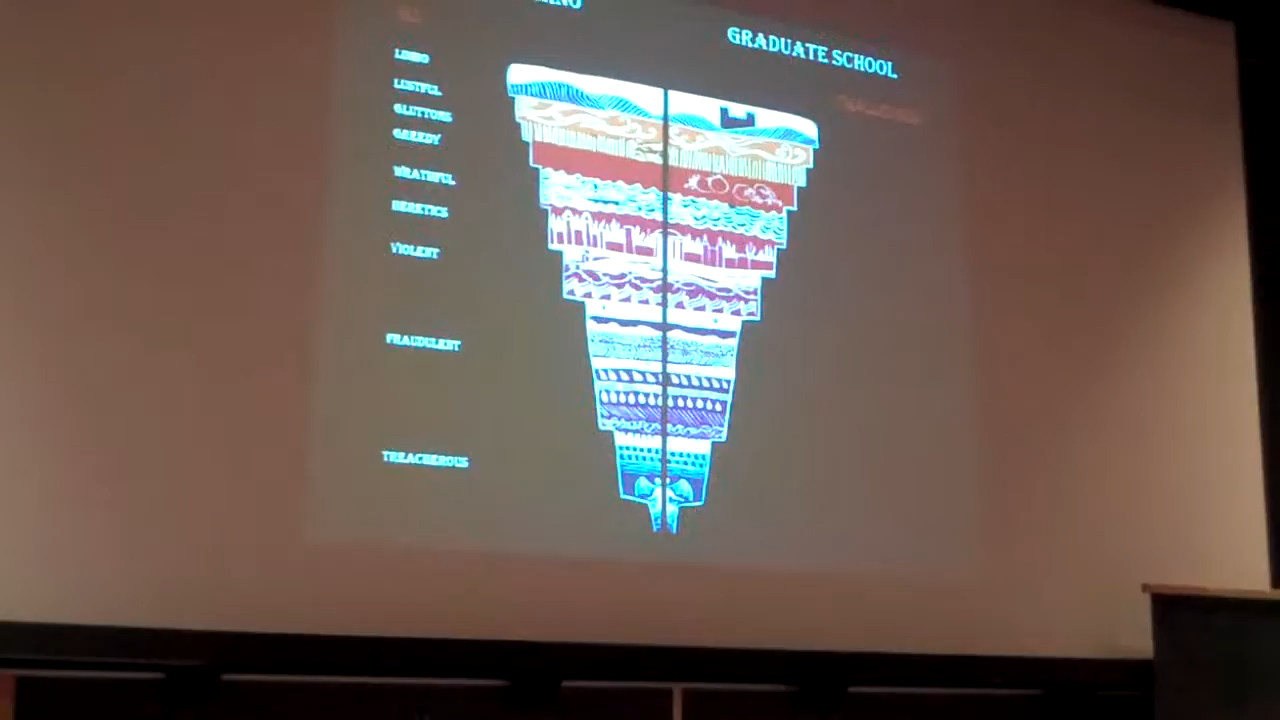 GRADUATE SCHOOL
LIMBO
LUSTFUL
GLUTTONS
GREEDY
WRATHFUL
HERETICS
VIOLENT
FRAUDULENT
TREACHEROUS